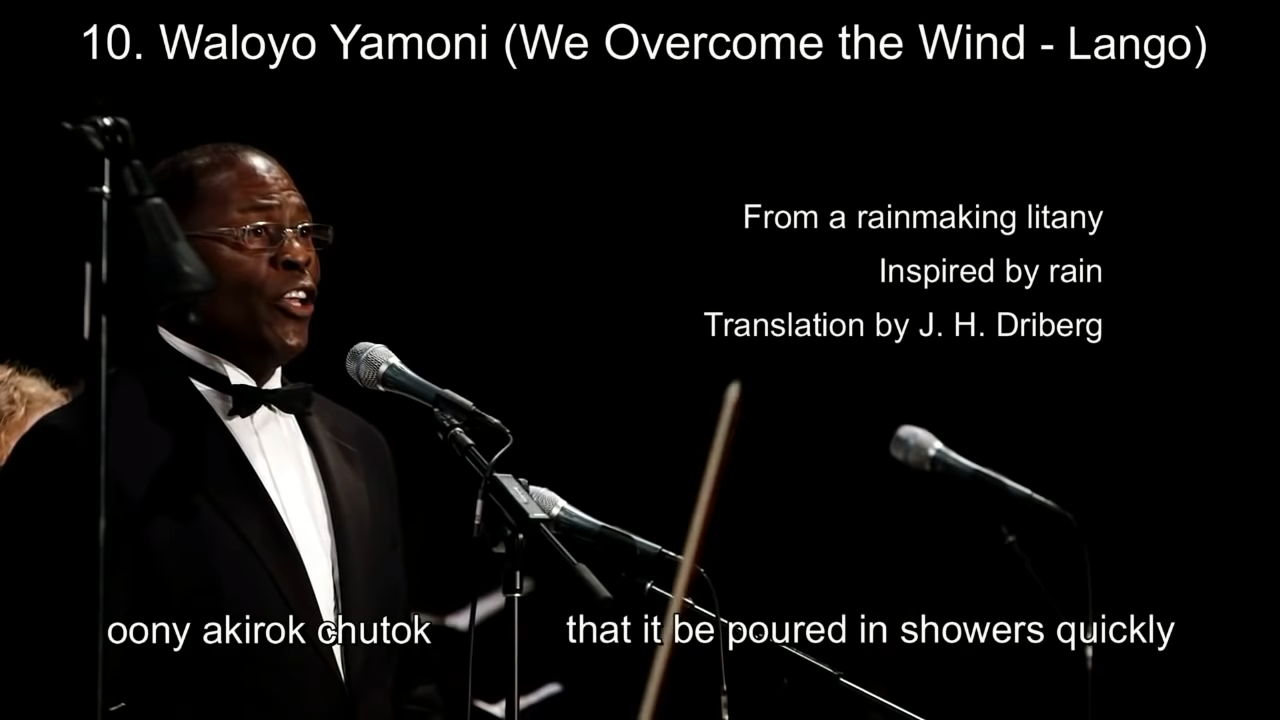 10. Waloyo Yamoni (We Overcome the Wind - Lango)
From a rainmaking litany
Inspired by rain
Translation by J. H. Driberg
oony akirok chutok that it be poured in showers quickly